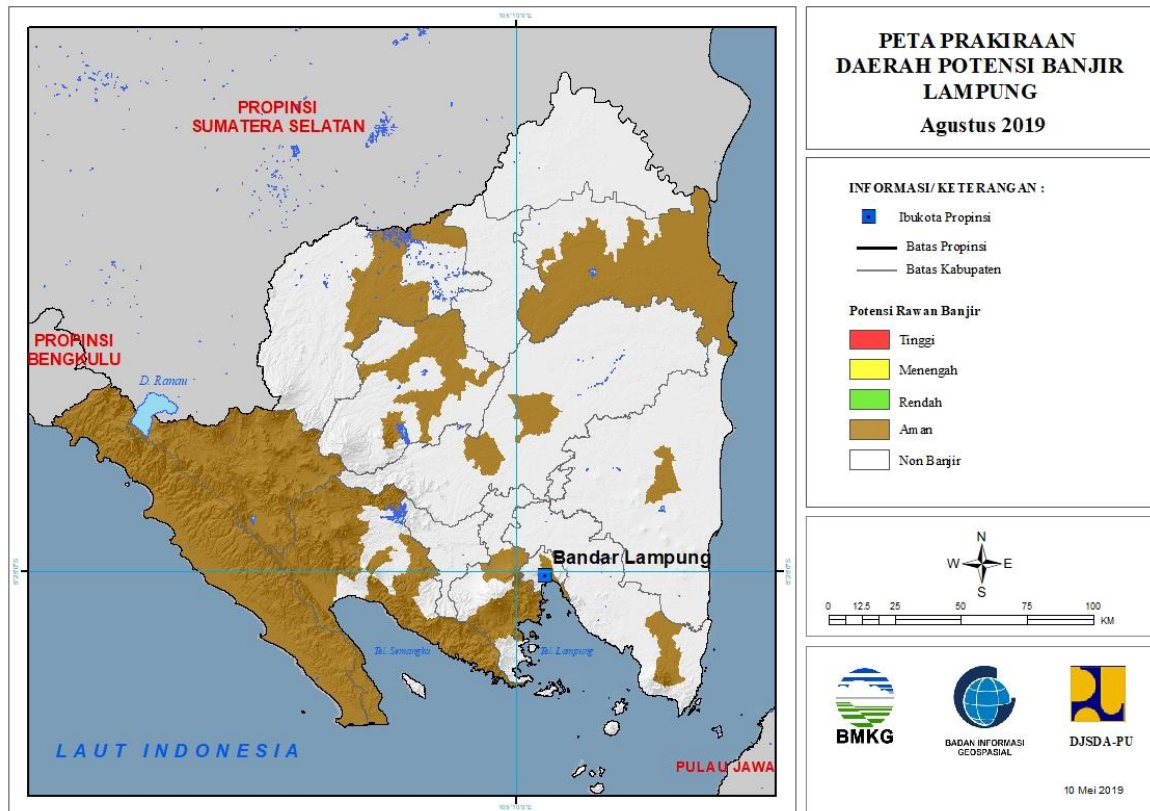 105°10'0"E
PROPINSI
SUMATERA SELATAN
PROPINSI
BENGKULU
D. Ranau
Bandar Lampung
Tel. Semangka
Tel. Lampung
LAUT INDONESIA
PULAU JAWA
PETA PRAKIRAAN
DAERAH POTENSI BANJIR
LAMPUNG
Agustus 2019
INFORMASI/ KETERANGAN :
Ibukota Propinsi
Batas Propinsi
Batas Kabupaten
Potensi Rawan Banjir
Tinggi
Menengah
Rendah
Aman
Non Banjir
N
W E
S
0 12.5 25 50 75 100
KM
BMKG
BADAN INFORMASI
GEOSPASIAL
DJSDA-PU
10 Mei 2019